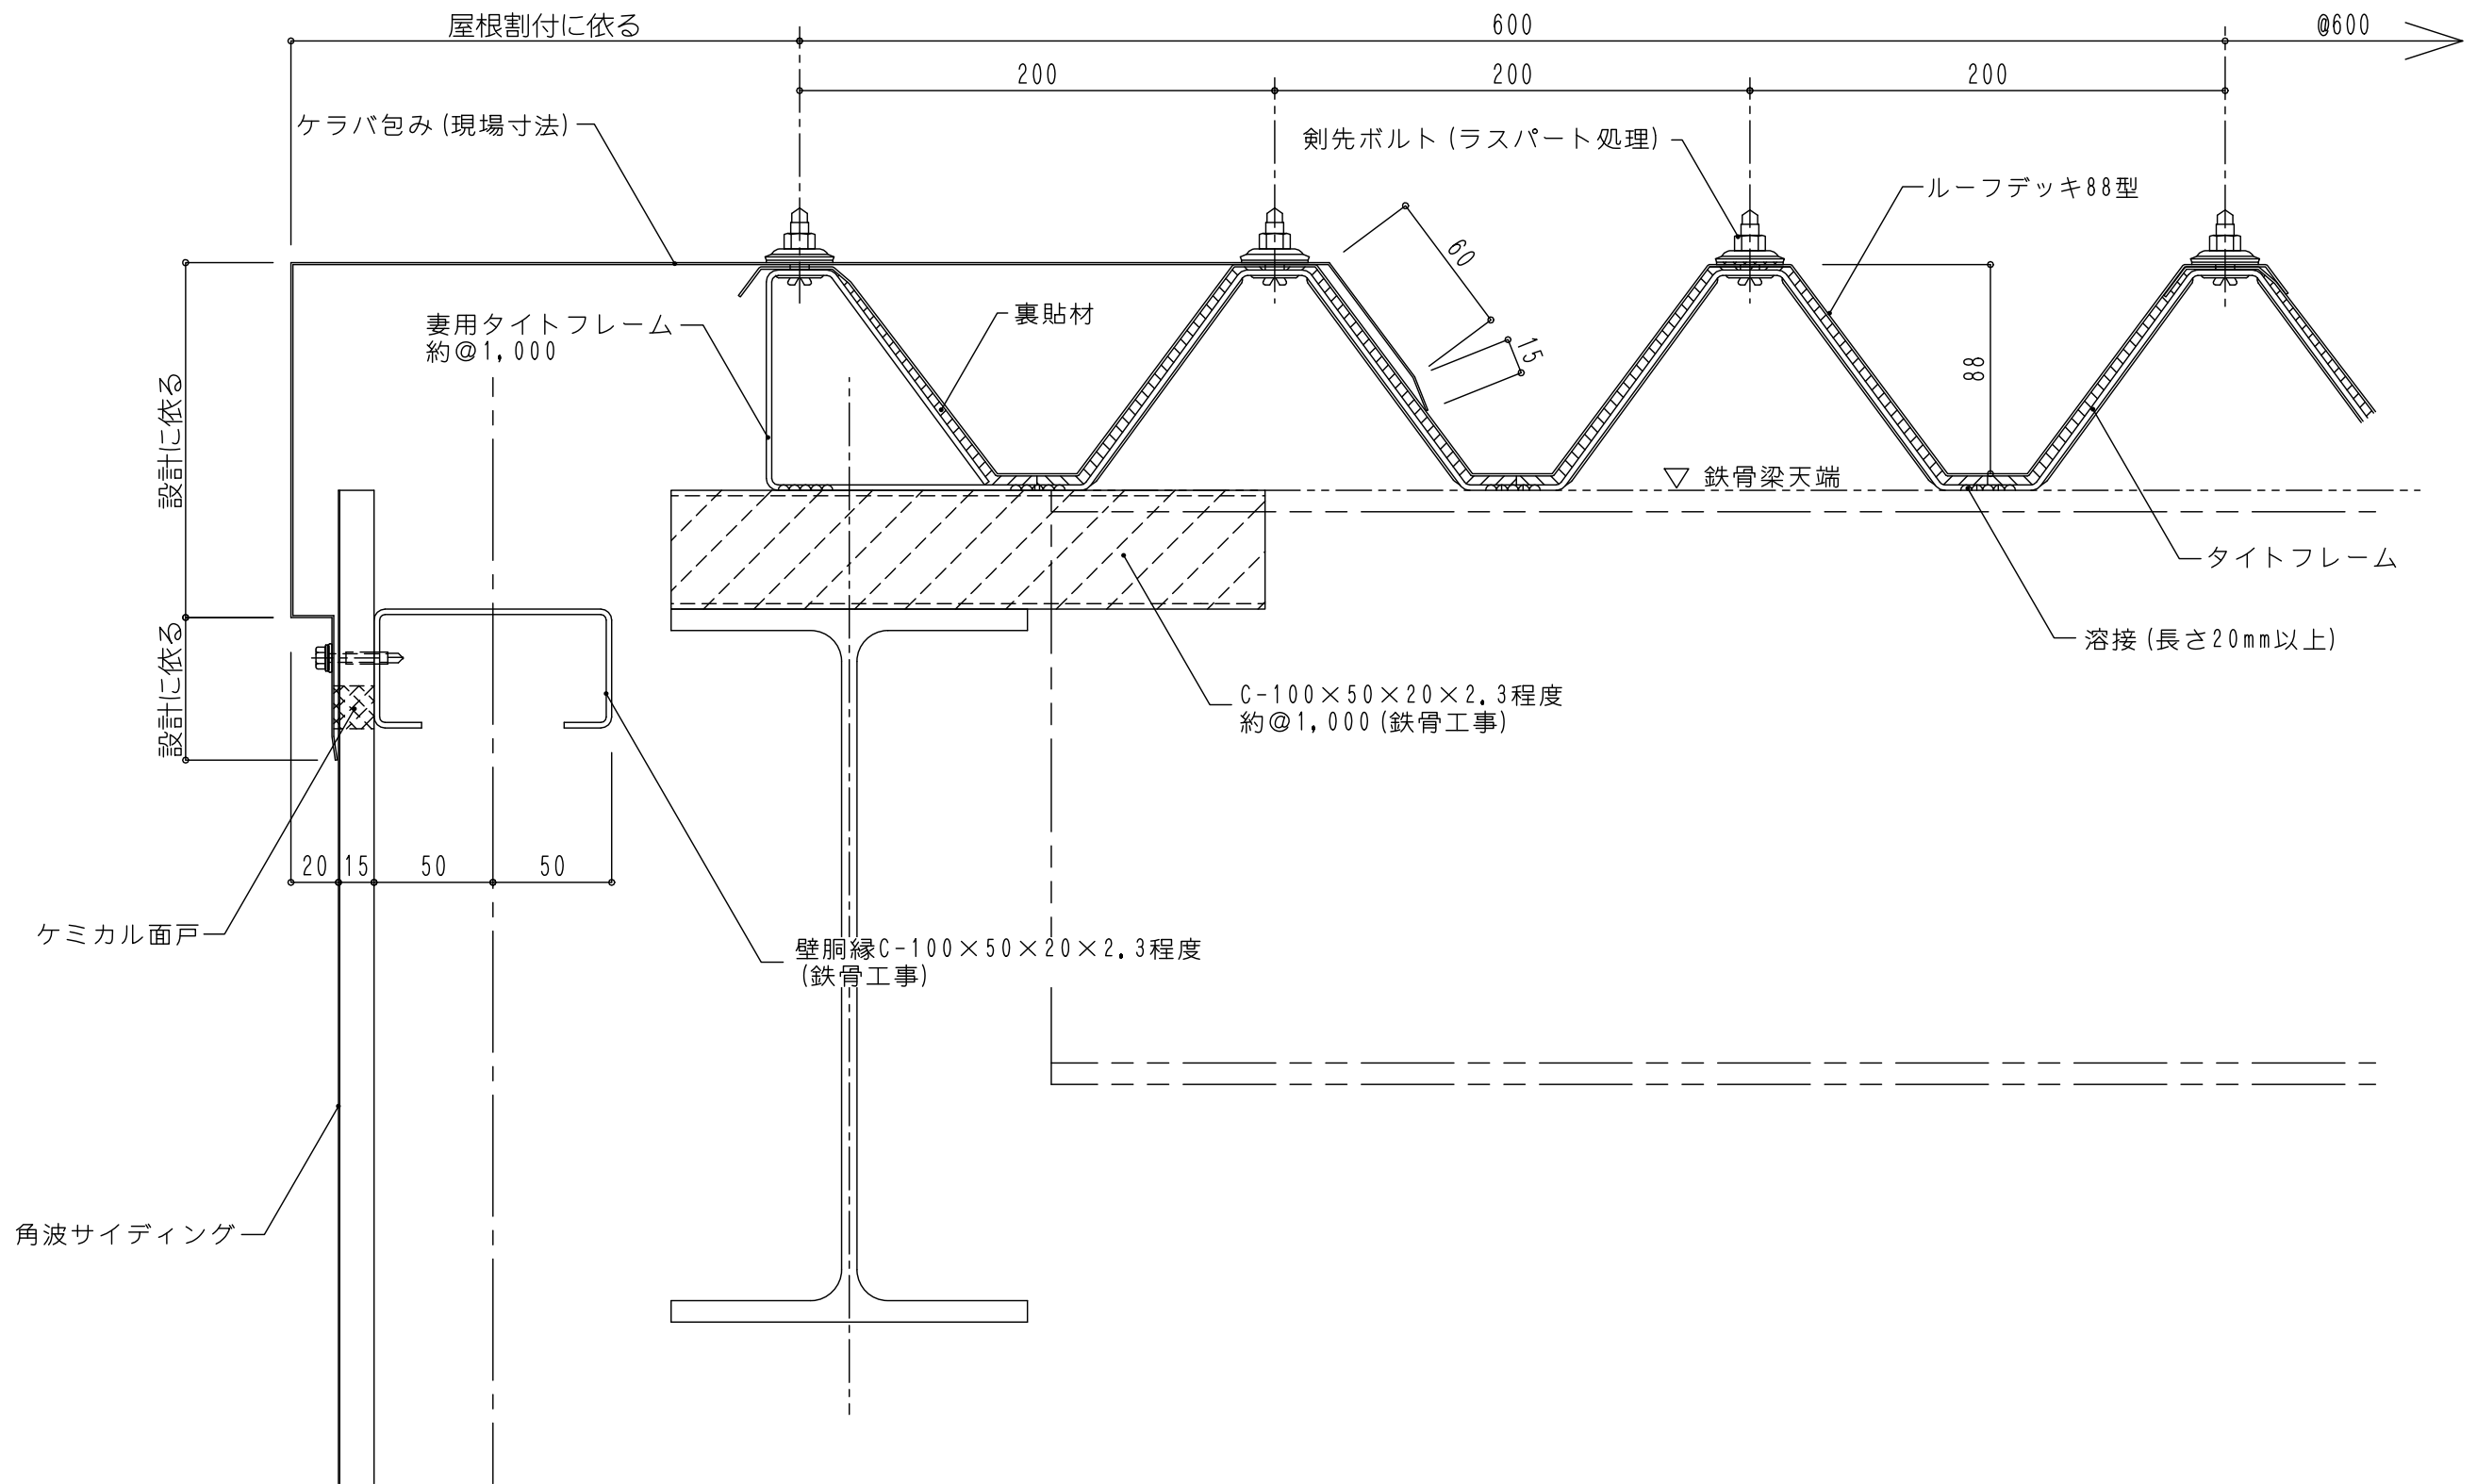 屋根割付に依る
600
@600
200
200
200
ケラバ包み(現場寸法)
剣先ボルト(ラスパート処理)
ルーフデッキ88型
60
15
妻用タイトフレーム
約@1,000
裏貼材
88
設計に依る
▽ 鉄骨梁天端
タイトフレーム
溶接(長さ20mm以上)
設計に依る
C-100×50×20×2.3程度
約@1,000(鉄骨工事)
20
15
50
50
ケミカル面戸
壁胴縁C-100×50×20×2.3程度
(鉄骨工事)
角波サイディング